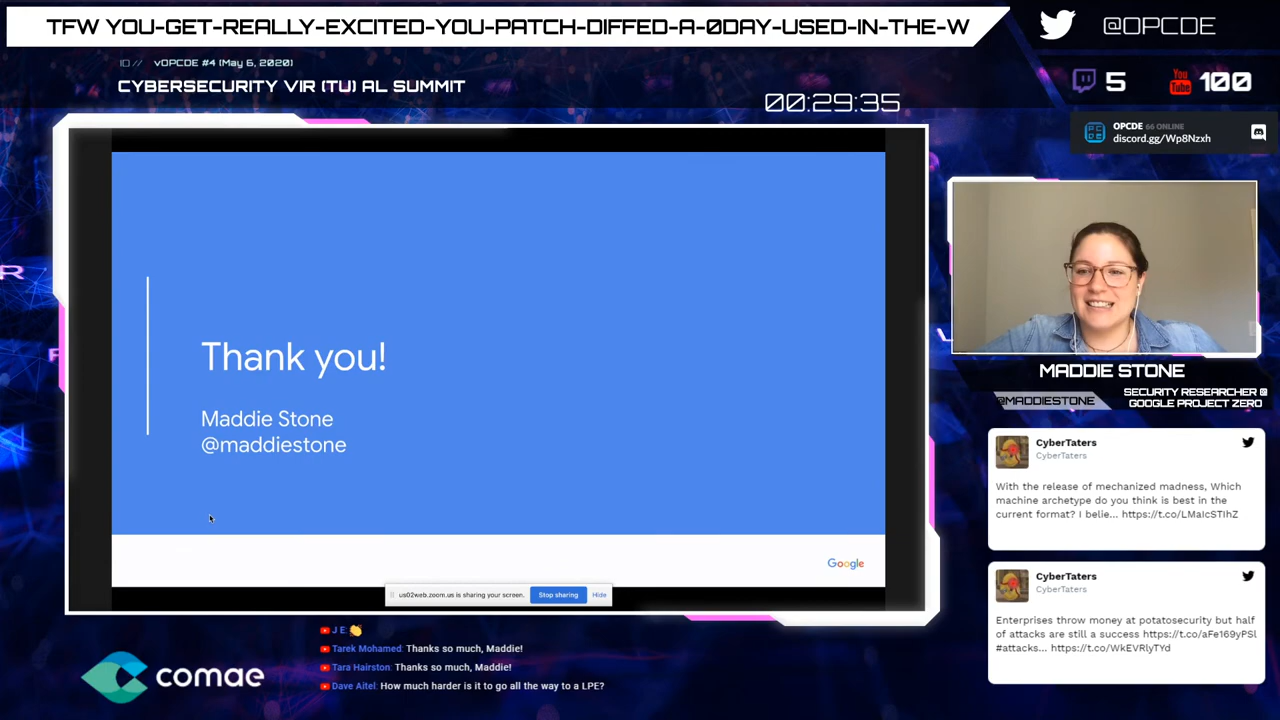 TFW YOU-GET-REALLY-EXCITED-YOU-PATCH-DIFFED-A-0DAY-USED-IN-THE-W
@OPCDE
ID // vOPCDE #4 (May 6, 2020)
CYBERSECURITY VIR (TU) AL SUMMIT
00:29:35
5
You Tube 100
OPCDE 66 ONLINE
discord.gg/Wp8Nzxh
Thank you!
Maddie Stone
@maddiestone
Google
us02web.zoom.us is sharing your screen.
Stop sharing
Hide
MADDIE STONE
@MADDIESTONE
SECURITY RESEARCHER @
GOOGLE PROJECT ZERO
CyberTaters
CyberTaters
With the release of mechanized madness, Which
machine archetype do you think is best in the
current format? I belie... https://t.co/LMaIcSTIhZ
CyberTaters
CyberTaters
Enterprises throw money at potatosecurity but half
of attacks are still a success https://t.co/aFe169yPSl
#attacks... https://t.co/WkEVRlyTYd
J E: 👏
Tarek Mohamed: Thanks so much, Maddie!
Tara Hairston: Thanks so much, Maddie!
Dave Aitel: How much harder is it to go all the way to a LPE?
comae